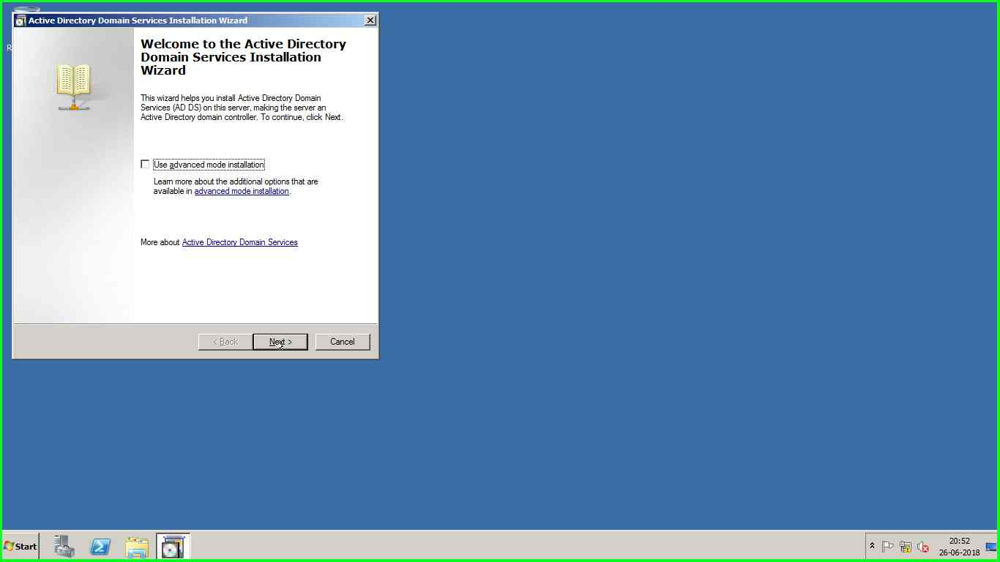 Active Directory Domain Services Installation Wizard
R
Welcome to the Active Directory
Domain Services Installation
Wizard
This wizard helps you install Active Directory Domain
Services (AD DS) on this server, making the server an
Active Directory domain controller. To continue, click Next.
Use advanced mode installation
Learn more about the additional options that are
available in advanced mode installation.
More about Active Directory Domain Services
< Back
Next >
Cancel
Start
20:52
26-06-2018